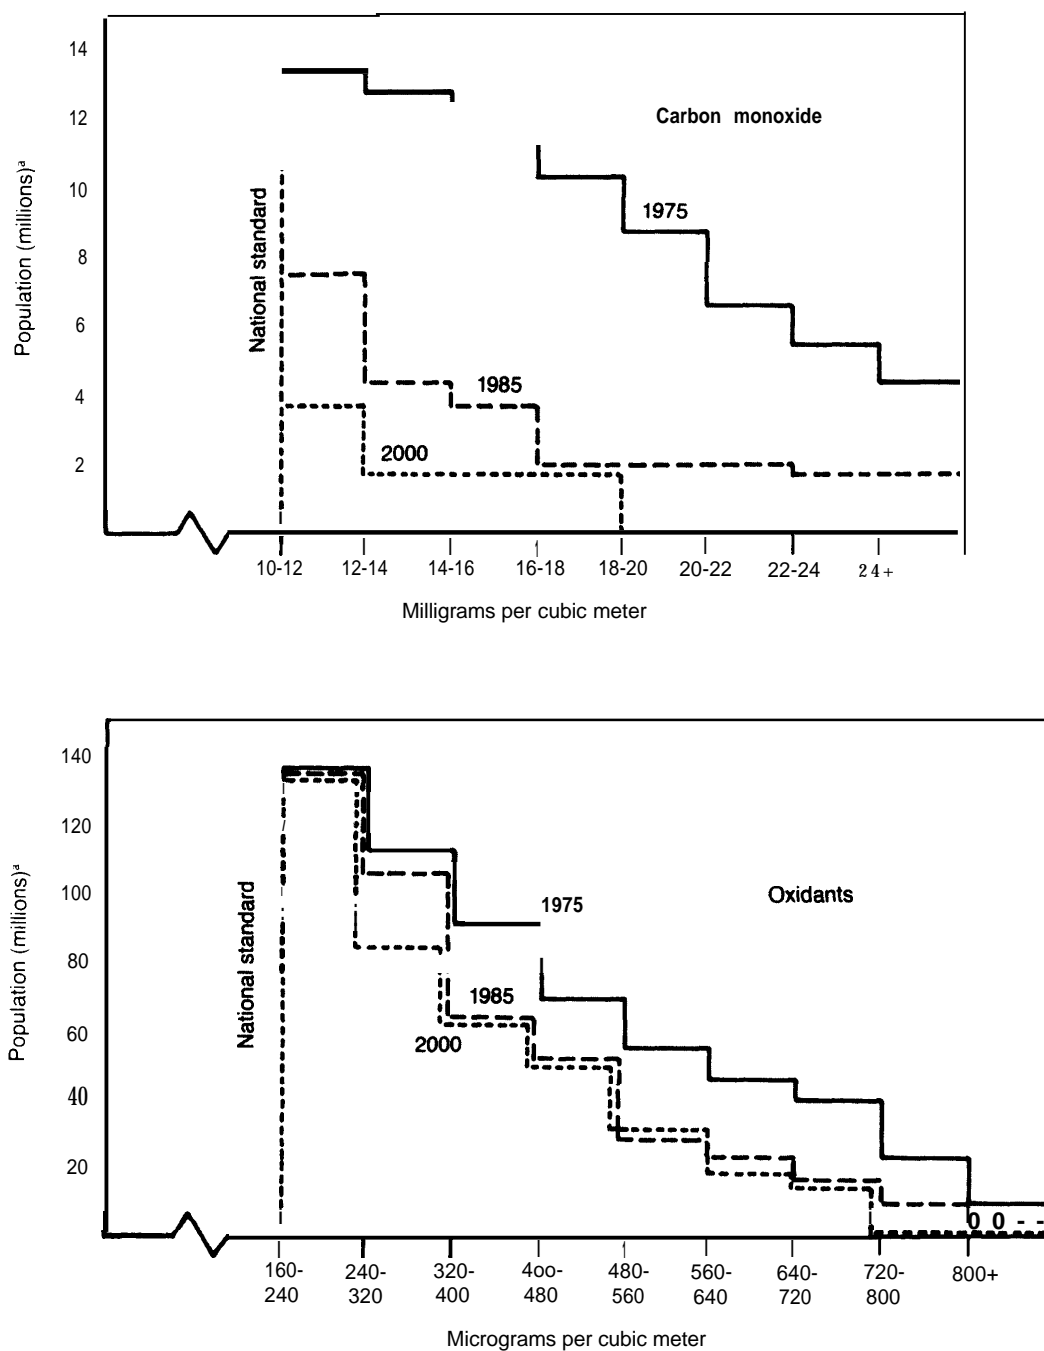 14
12
10
8
6
4
2
Population (millions)ª
National standard
Carbon monoxide
1975
1985
2000
10-12 12-14 14-16 16-18 18-20 20-22 22-24 24+
Milligrams per cubic meter
140
120
100
80
60
40
20
Population (millions)ª
National standard
Oxidants
1975
1985
2000
0 0 - -
160- 240- 320- 400- 480- 560- 640- 720- 800+
240 320 400 480 560 640 720 800
Micrograms per cubic meter